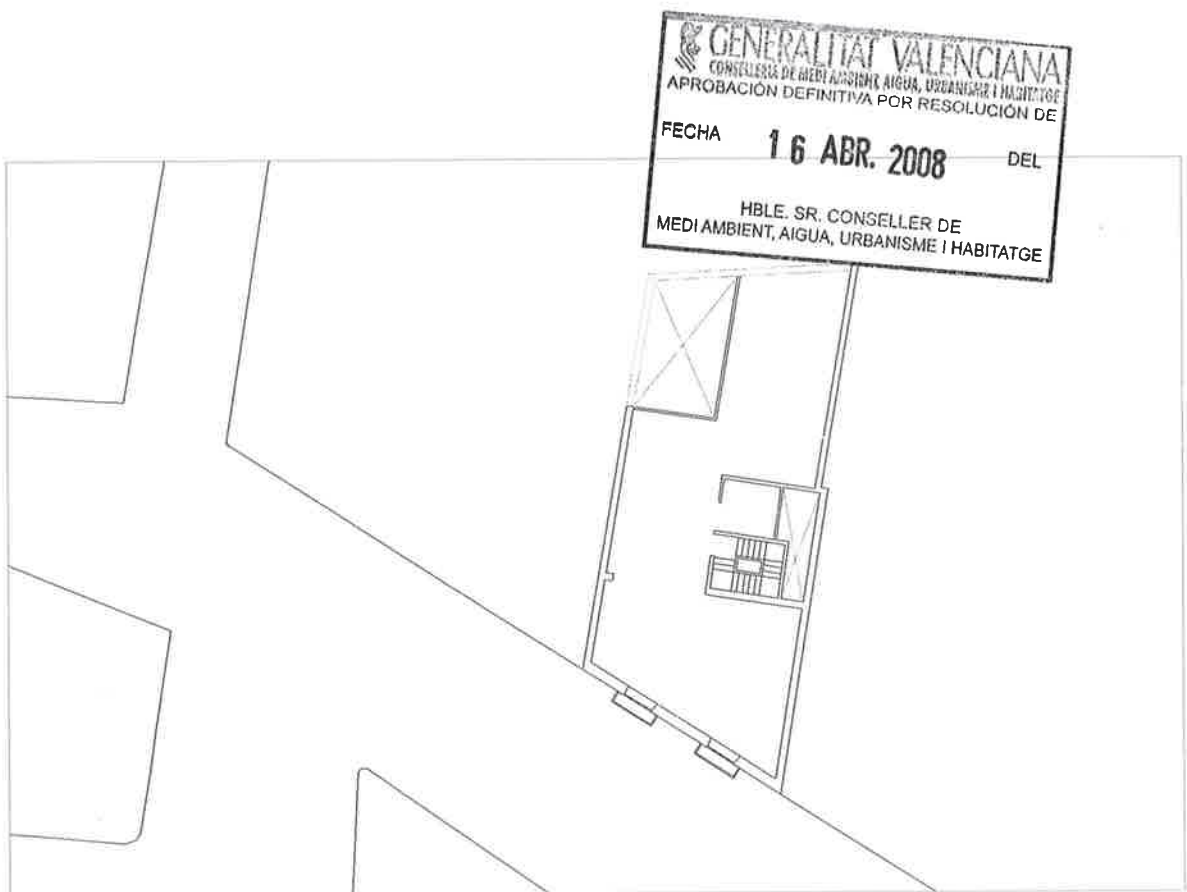 GENERALITAT VALENCIANA
CONSELLERIA DE MEDI AMBIENT, AIGUA, URBANISME I HABITATGE
APROBACIÓN DEFINITIVA POR RESOLUCIÓN DE
FECHA 16 ABR. 2008 DEL
HBLE. SR. CONSELLER DE
MEDI AMBIENT, AIGUA, URBANISME I HABITATGE